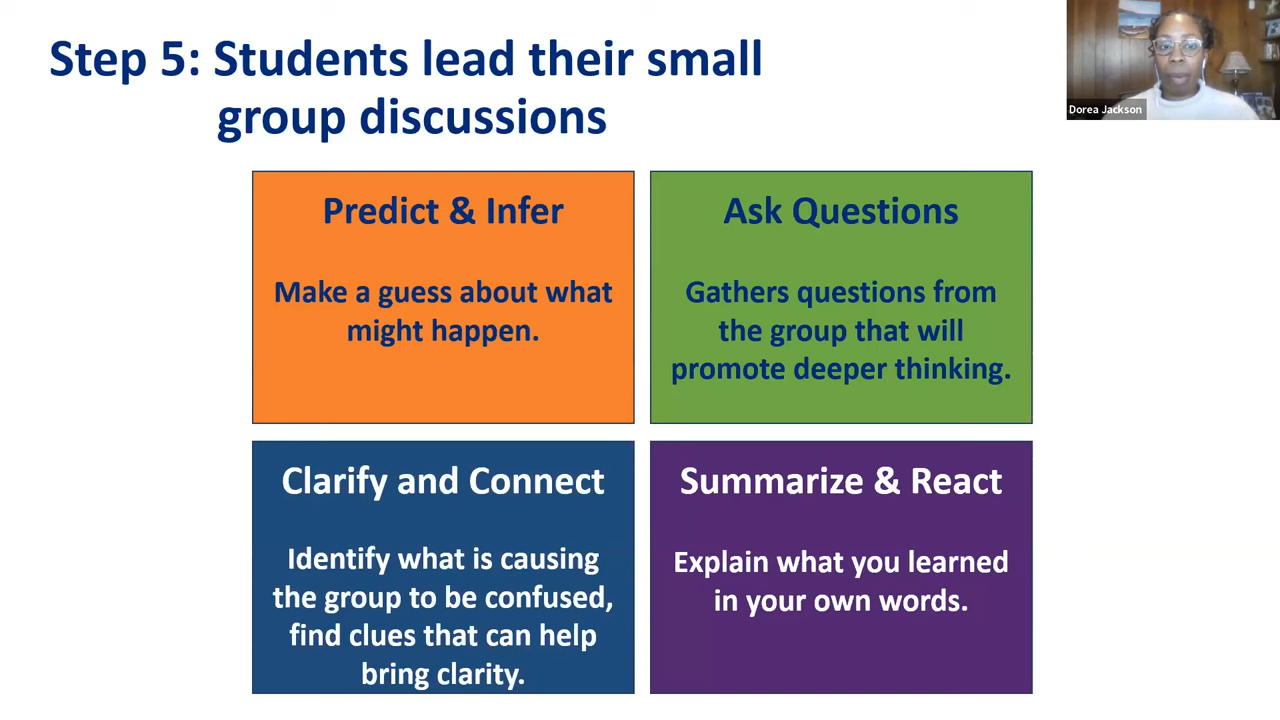 Step 5: Students lead their small
group discussions
Dorea Jackson
Predict & Infer
Make a guess about what
might happen.
Ask Questions
Gathers questions from
the group that will
promote deeper thinking.
Clarify and Connect
Identify what is causing
the group to be confused,
find clues that can help
bring clarity.
Summarize & React
Explain what you learned
in your own words.